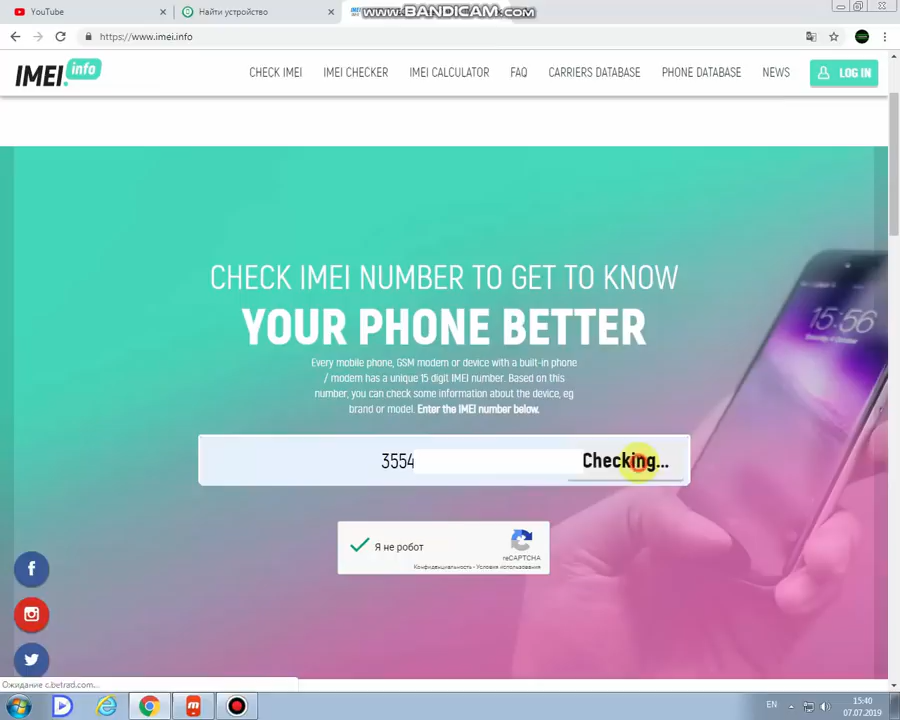 YouTube
Найти устройство
WWW.BANDICAM.COM
https://www.imei.info
IMEI.info
CHECK IMEI
IMEI CHECKER
IMEI CALCULATOR
FAQ
CARRIERS DATABASE
PHONE DATABASE
NEWS
LOG IN
CHECK IMEI NUMBER TO GET TO KNOW
YOUR PHONE BETTER
Every mobile phone, GSM modem or device with a built-in phone
/ modem has a unique 15 digit IMEI number. Based on this
number, you can check some information about the device, eg
brand or model. Enter the IMEI number below.
15:56
3554
Checking...
Я не робот
reCAPTCHA
Конфиденциальность - Условия использования
Ожидание c.betrad.com...
EN
15:40
07.07.2019